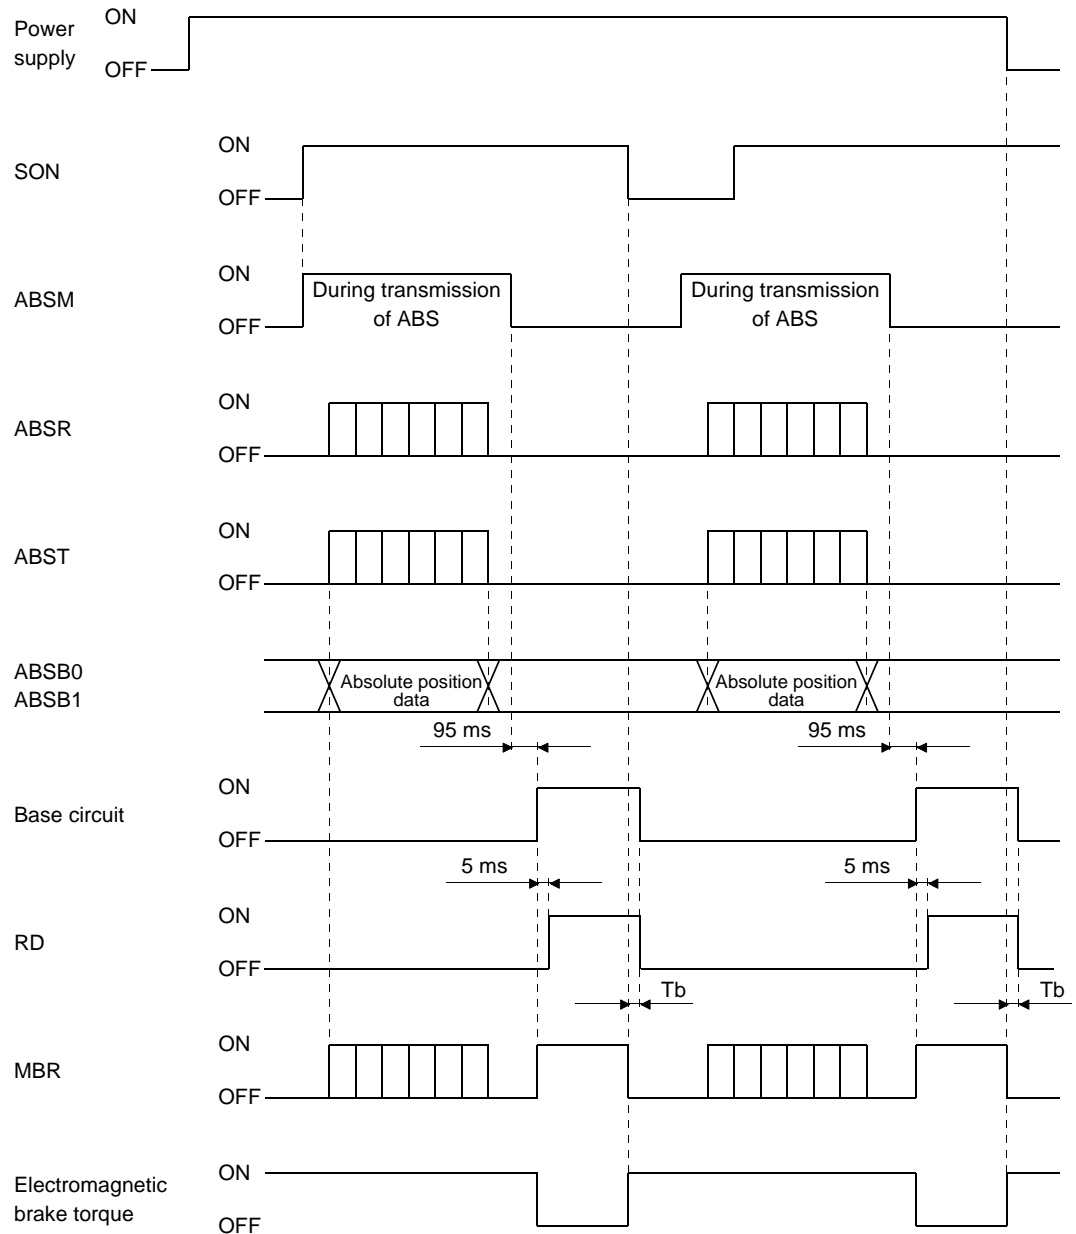 Power
supply
ON
OFF
SON
ON
OFF
ABSM
ON
OFF
During transmission
of ABS
During transmission
of ABS
ABSR
ON
OFF
ABST
ON
OFF
ABSB0
ABSB1
Absolute position
data
Absolute position
data
95 ms
95 ms
Base circuit
ON
OFF
5 ms
5 ms
RD
ON
OFF
Tb
Tb
MBR
ON
OFF
Electromagnetic
brake torque
ON
OFF